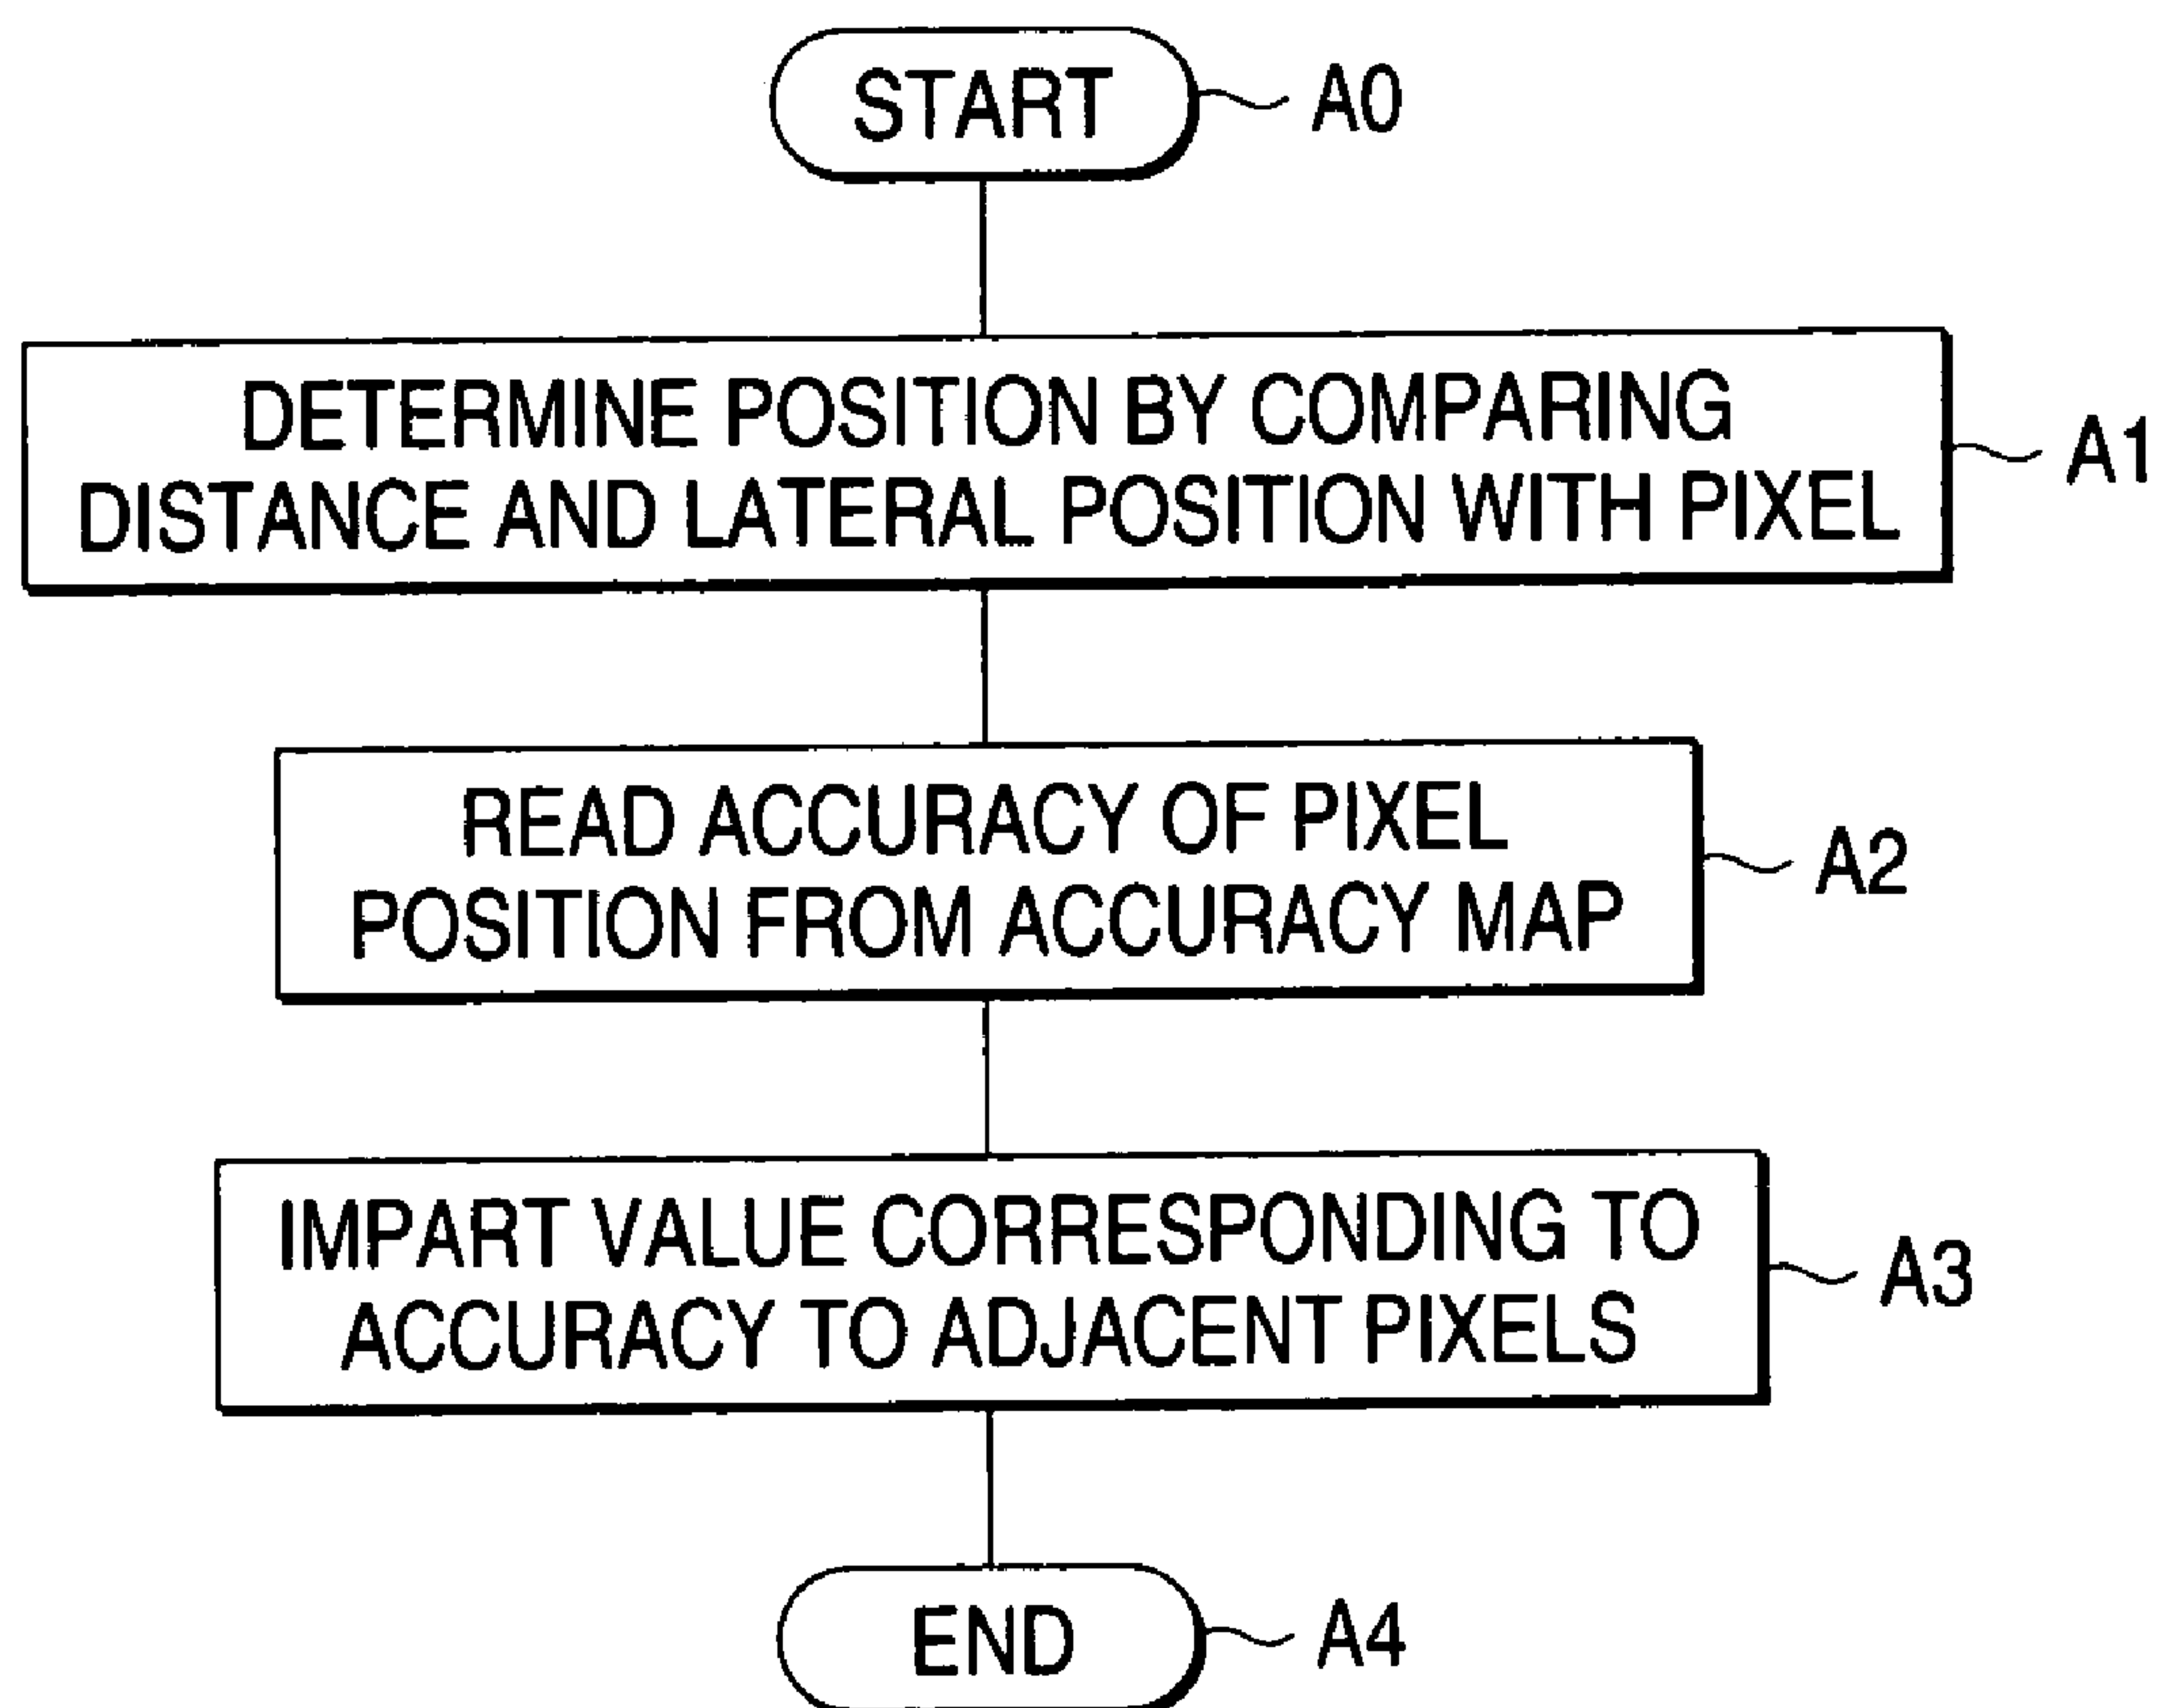 START
A0
DETERMINE POSITION BY COMPARING
DISTANCE AND LATERAL POSITION WITH PIXEL
A1
READ ACCURACY OF PIXEL
POSITION FROM ACCURACY MAP
A2
IMPART VALUE CORRESPONDING TO
ACCURACY TO ADJACENT PIXELS
A3
END
A4